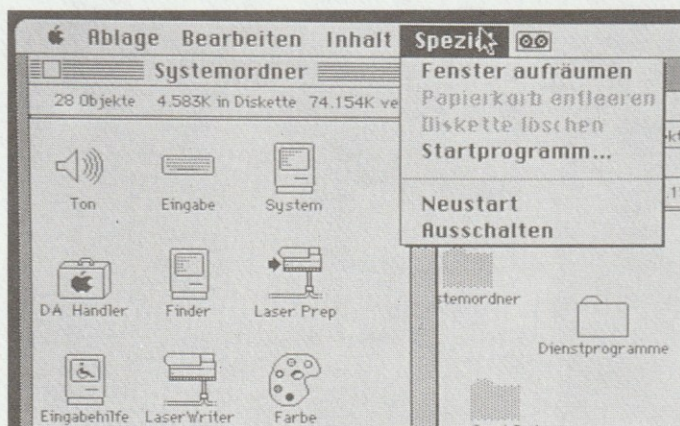 Ablage Bearbeiten Inhalt Spezial
Systemordner
28 Objekte 4.583K in Diskette 74.154K ve
Fenster aufräumen
Papierkorb entleeren
Diskette löschen
Startprogramm...
Neustart
Ausschalten
Ton Eingabe System
DA Handler Finder Laser Prep
Eingabehilfe LaserWriter Farbe
stemordner
Dienstprogramme